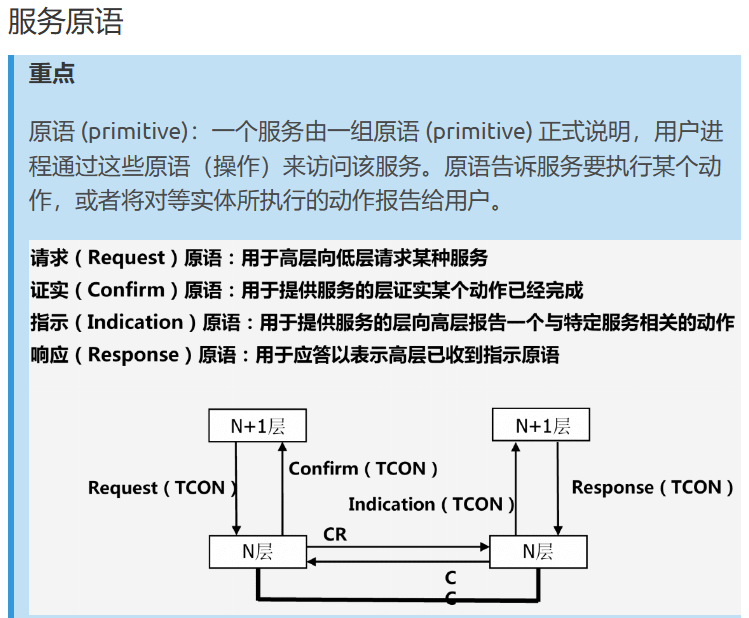 服务原语
重点
原语 (primitive)：一个服务由一组原语 (primitive) 正式说明，用户进
程通过这些原语（操作）来访问该服务。原语告诉服务要执行某个动
作，或者将对等实体所执行的动作报告给用户。
请求（Request）原语：用于高层向低层请求某种服务
证实（Confirm）原语：用于提供服务的层证实某个动作已经完成
指示（Indication）原语：用于提供服务的层向高层报告一个与特定服务相关的动作
响应（Response）原语：用于应答以表示高层已收到指示原语
N+1层
N+1层
Confirm（TCON）
Request（TCON）
Response（TCON）
Indication（TCON）
CR
N层
N层
C
C